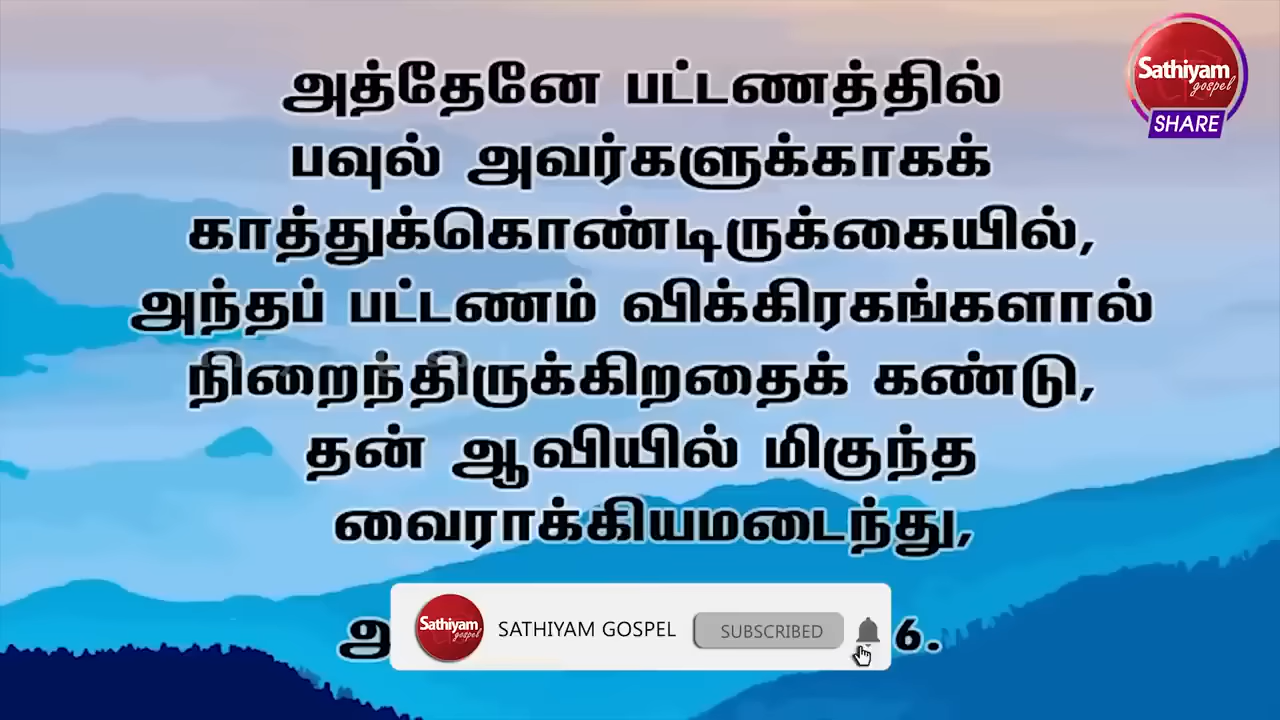 Sathiyam
gospel
SHARE
அத்தேனே பட்டணத்தில்
பவுல் அவர்களுக்காகக்
காத்துக்கொண்டிருக்கையில்,
அந்தப் பட்டணம் விக்கிரகங்களால்
நிறைந்திருக்கிறதைக் கண்டு,
தன் ஆவியில் மிகுந்த
வைராக்கியமடைந்து,
6.
Sathiyam
gospel
SATHIYAM GOSPEL
SUBSCRIBED